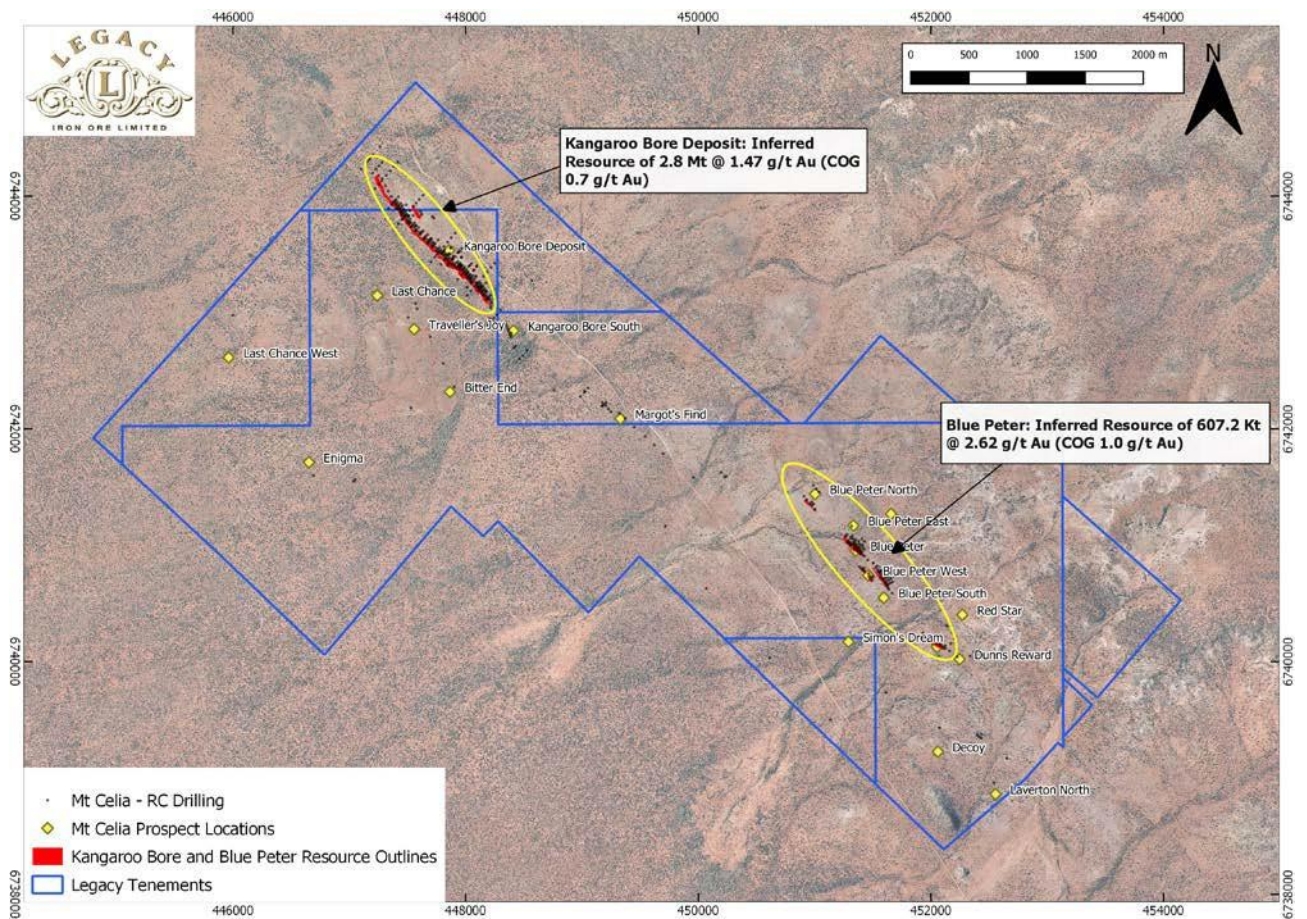 446000
448000
450000
452000
454000
LEGACY
L
IRON ORE LIMITED
0 500 1000 1500 2000 m
N
Kangaroo Bore Deposit: Inferred
Resource of 2.8 Mt @ 1.47 g/t Au (COG
0.7 g/t Au)
6744000
6744000
Kangaroo Bore Deposit
Last Chance
Traveller's Joy
Kangaroo Bore South
Last Chance West
Bitter End
Margot's Find
6742000
6742000
Blue Peter: Inferred Resource of 607.2 Kt
@ 2.62 g/t Au (COG 1.0 g/t Au)
Enigma
Blue Peter North
Blue Peter East
Blue Peter
Blue Peter West
Blue Peter South
Red Star
Simon's Dream
Dunns Reward
6740000
6740000
Decoy
Laverton North
Mt Celia - RC Drilling
Mt Celia Prospect Locations
Kangaroo Bore and Blue Peter Resource Outlines
Legacy Tenements
6738000
6738000
446000
448000
450000
452000
454000